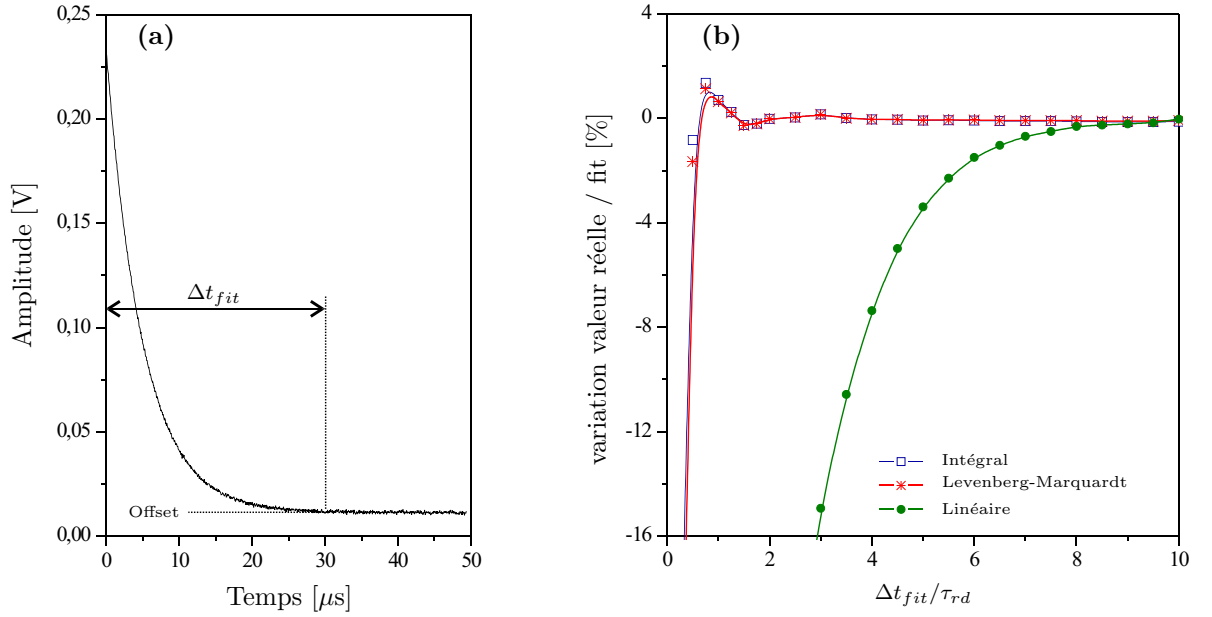 (a)
0,25
0,20
0,15
0,10
0,05
0,00
Amplitude [V]
Δt_fit
Offset
0 10 20 30 40 50
Temps [μs]
(b)
4
0
-4
-8
-12
-16
variation valeur réelle / fit [%]
Intégral
Levenberg-Marquardt
Linéaire
0 2 4 6 8 10
Δt_fit/τ_rd